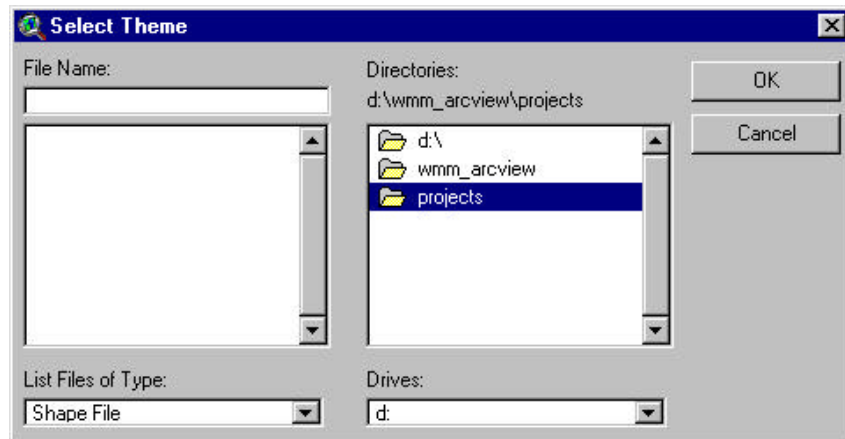 Select Theme
File Name:
Directories:
d:\wmm_arcview\projects
OK
Cancel
d:\
wmm_arcview
projects
List Files of Type:
Shape File
Drives:
d: